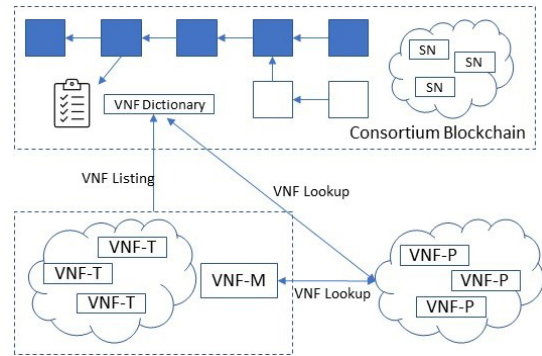 SN
SN
SN
VNF Dictionary
Consortium Blockchain
VNF Listing
VNF Lookup
VNF-T
VNF-T
VNF-T
VNF-M
VNF Lookup
VNF-P
VNF-P
VNF-P